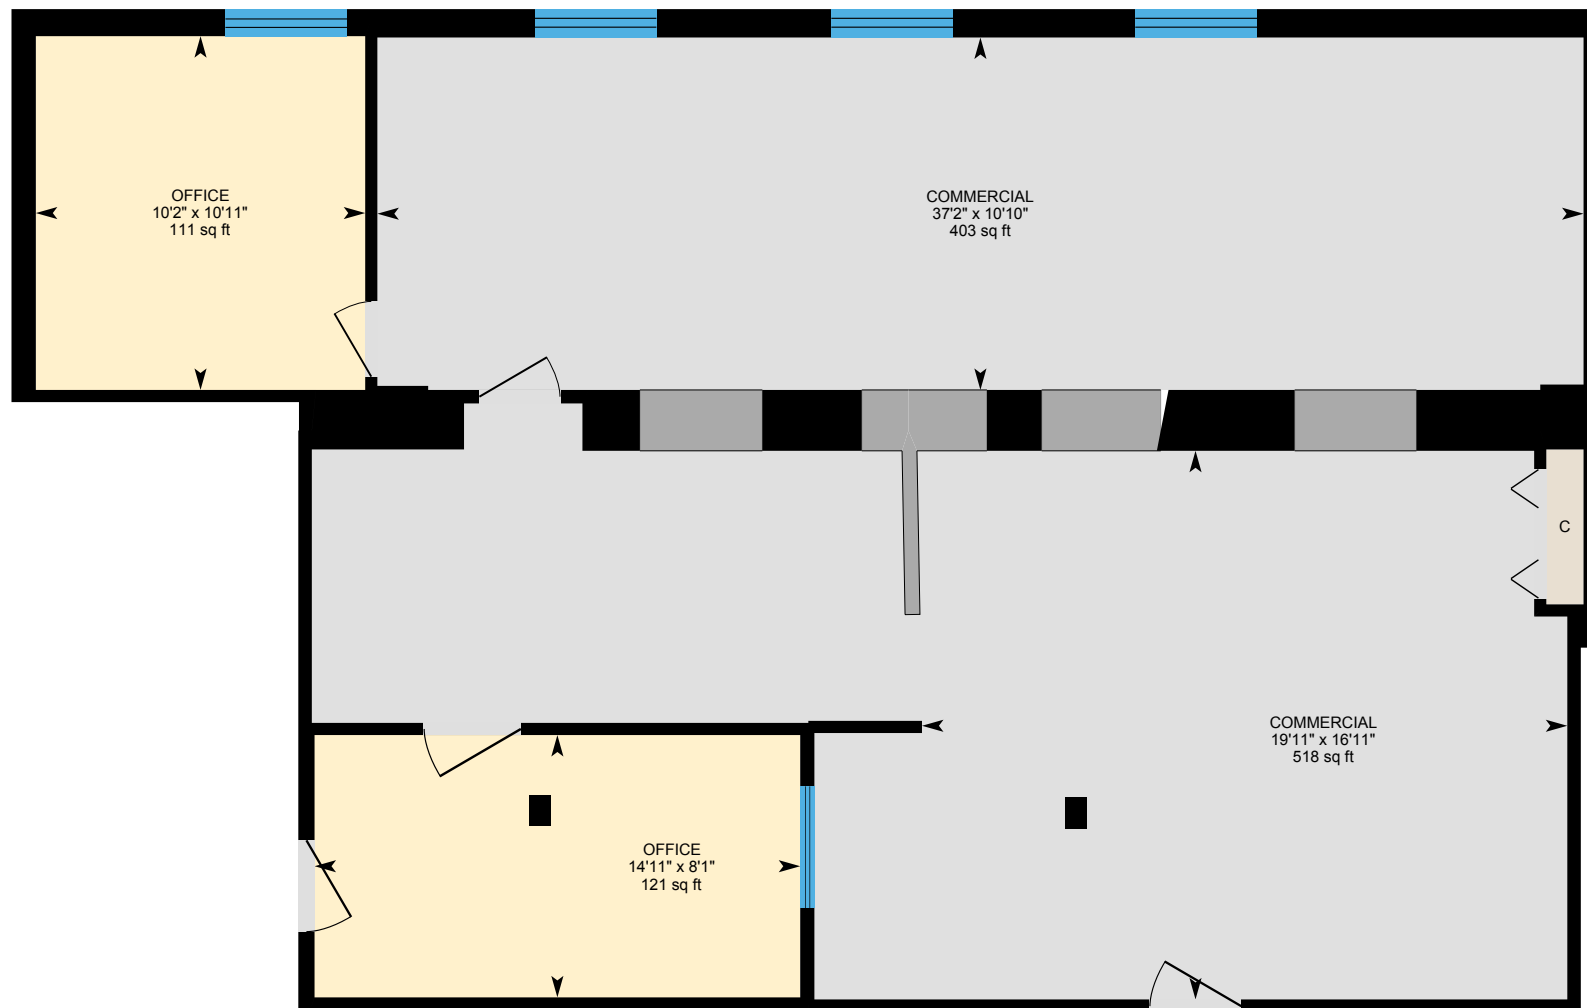 OFFICE
10'2" x 10'11"
111 sq ft
COMMERCIAL
37'2" x 10'10"
403 sq ft
C
COMMERCIAL
19'11" x 16'11"
518 sq ft
OFFICE
14'11" x 8'1"
121 sq ft